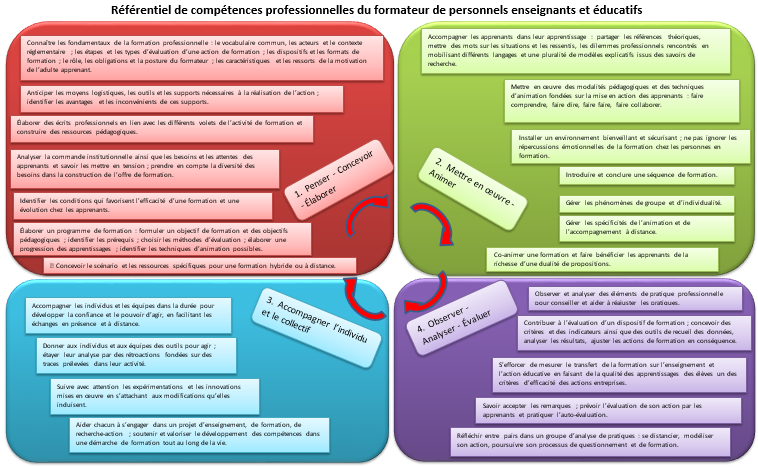 Référentiel de compétences professionnelles du formateur de personnels enseignants et éducatifs
Connaître les fondamentaux de la formation professionnelle : le vocabulaire commun, les acteurs et le contexte
réglementaire ; les étapes et les types d'évaluation d'une action de formation ; les dispositifs et les formats de
formation ; le rôle, les obligations et la posture du formateur ; les caractéristiques et les ressorts de la motivation
de l'adulte apprenant.
Anticiper les moyens logistiques, les outils et les supports nécessaires à la réalisation de l'action ;
identifier les avantages et les inconvénients de ces supports.
Élaborer des écrits professionnels en lien avec les différents volets de l'activité de formation et
construire des ressources pédagogiques.
Analyser la commande institutionnelle ainsi que les besoins et les attentes des
apprenants et savoir les mettre en tension ; prendre en compte la diversité des
besoins dans la construction de l'offre de formation.
Identifier les conditions qui favorisent l'efficacité d'une formation et une
évolution chez les apprenants.
Élaborer un programme de formation : formuler un objectif de formation et des objectifs
pédagogiques ; identifier les prérequis ; choisir les méthodes d'évaluation ; élaborer une
progression des apprentissages ; identifier les techniques d'animation possibles.
Concevoir le scénario et les ressources spécifiques pour une formation hybride ou à distance.
1. Penser - Concevoir
- Élaborer
Accompagner les apprenants dans leur apprentissage : partager les références théoriques,
mettre des mots sur les situations et les ressentis, les dilemmes professionnels rencontrés en
mobilisant différents langages et une pluralité de modèles explicatifs issus des savoirs de
recherche.
Mettre en œuvre des modalités pédagogiques et des techniques
d'animation fondées sur la mise en action des apprenants : faire
comprendre, faire dire, faire faire, faire collaborer.
Installer un environnement bienveillant et sécurisant ; ne pas ignorer les
répercussions émotionnelles de la formation chez les personnes en
formation.
Introduire et conclure une séquence de formation.
Gérer les phénomènes de groupe et d'individualité.
Gérer les spécificités de l'animation et de
l'accompagnement à distance.
Co-animer une formation et faire bénéficier les apprenants de la
richesse d'une dualité de propositions.
2. Mettre en œuvre -
Animer
3. Accompagner l'individu
et le collectif
Accompagner les individus et les équipes dans la durée pour
développer la confiance et le pouvoir d'agir, en facilitant les
échanges en présence et à distance.
Donner aux individus et aux équipes des outils pour agir ;
étayer leur analyse par des rétroactions fondées sur des
traces prélevées dans leur activité.
Suivre avec attention les expérimentations et les innovations
mises en œuvre en s'attachant aux modifications qu'elles
induisent.
Aider chacun à s'engager dans un projet d'enseignement, de formation, de
recherche-action ; soutenir et valoriser le développement des compétences dans
une démarche de formation tout au long de la vie.
4. Observer -
Analyser - Évaluer
Observer et analyser des éléments de pratique professionnelle
pour conseiller et aider à réajuster les pratiques.
Contribuer à l'évaluation d'un dispositif de formation ; concevoir des
critères et des indicateurs ainsi que des outils de recueil des données,
analyser les résultats, ajuster les actions de formation en conséquence.
S'efforcer de mesurer le transfert de la formation sur l'enseignement et
l'action éducative en faisant de la qualité des apprentissages des élèves un des
critères d'efficacité des actions entreprises.
Savoir accepter les remarques ; prévoir l'évaluation de son action par les
apprenants et pratiquer l'auto-évaluation.
Réfléchir entre pairs dans un groupe d'analyse de pratiques : se distancier, modéliser
son action, poursuivre son processus de questionnement et de formation.